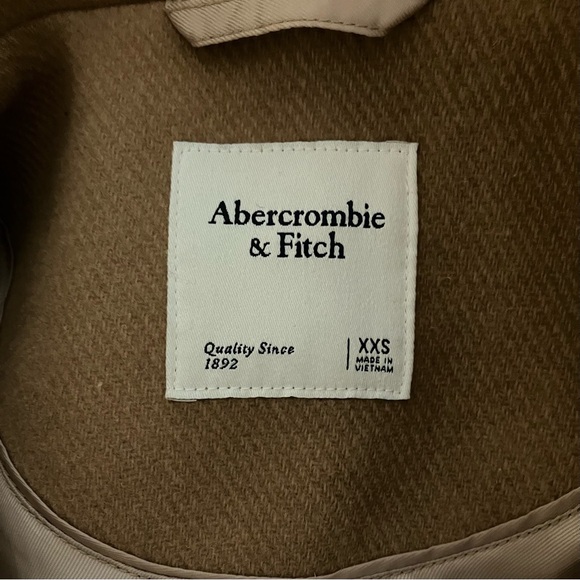 Abercrombie
& Fitch
Quality Since
1892
XXS
MADE IN
VIETNAM